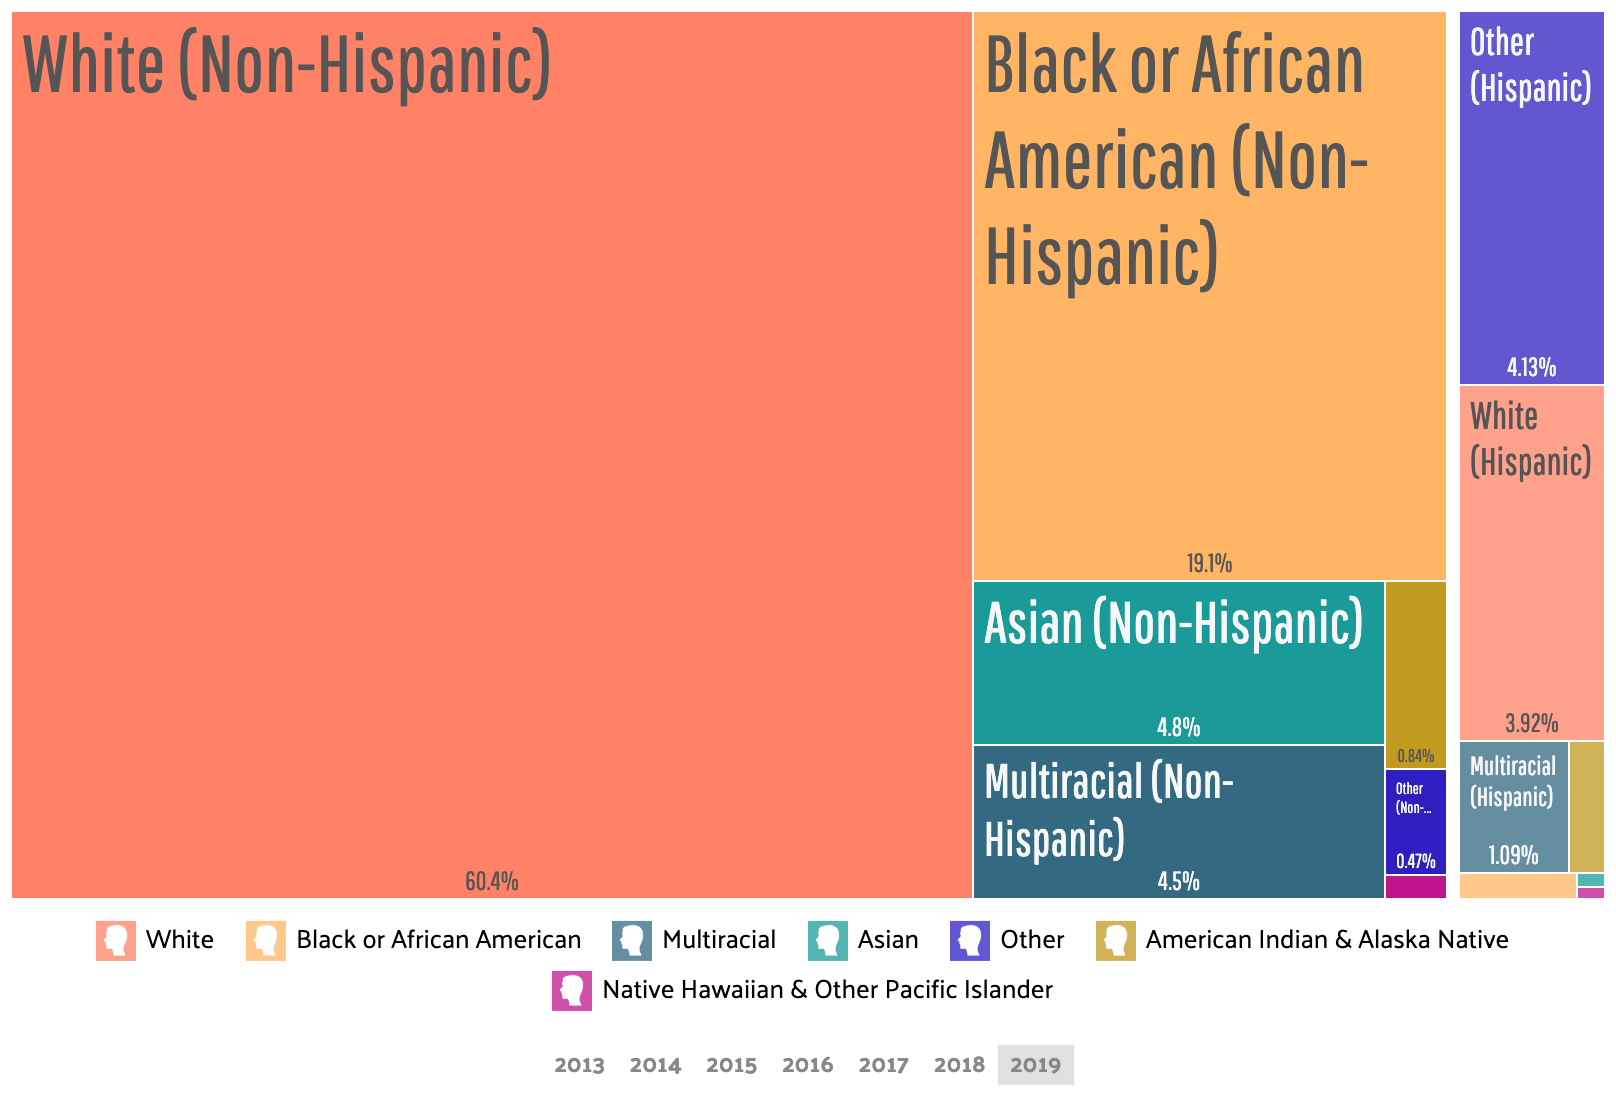 White (Non-Hispanic)
60.4%
Black or African
American (Non-
Hispanic)
19.1%
Asian (Non-Hispanic)
4.8%
Multiracial (Non-
Hispanic)
4.5%
0.84%
Other
(Non-...
0.47%
Other
(Hispanic)
4.13%
White
(Hispanic)
3.92%
Multiracial
(Hispanic)
1.09%
White Black or African American Multiracial Asian Other American Indian & Alaska Native
Native Hawaiian & Other Pacific Islander
2013 2014 2015 2016 2017 2018 2019